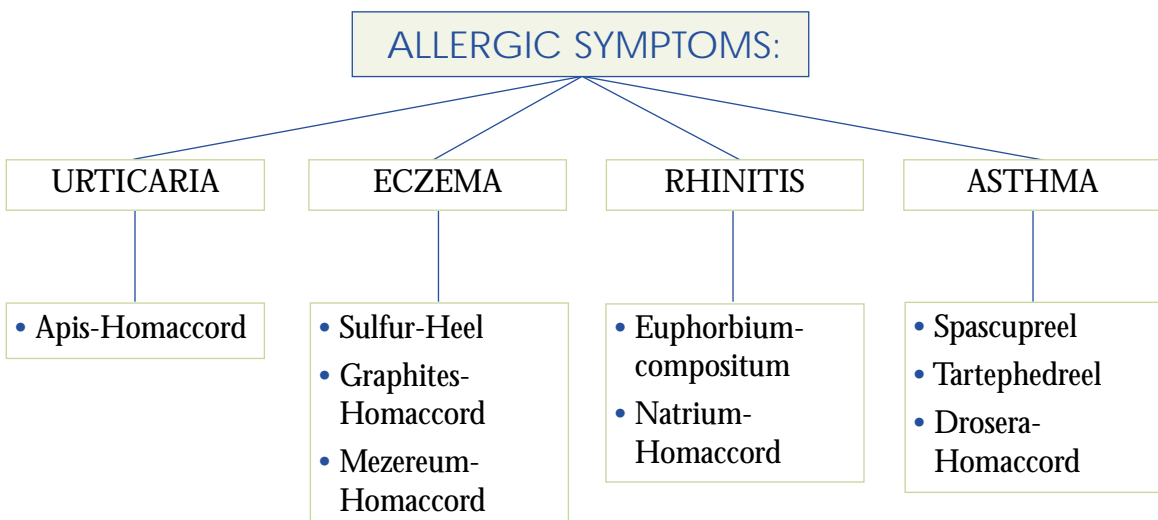 ALLERGIC SYMPTOMS:
URTICARIA
ECZEMA
RHINITIS
ASTHMA
• Apis-Homaccord
• Sulfur-Heel
• Graphites-
Homaccord
• Mezereum-
Homaccord
• Euphorbium-
compositum
• Natrium-
Homaccord
• Spascupreel
• Tartephedreel
• Drosera-
Homaccord